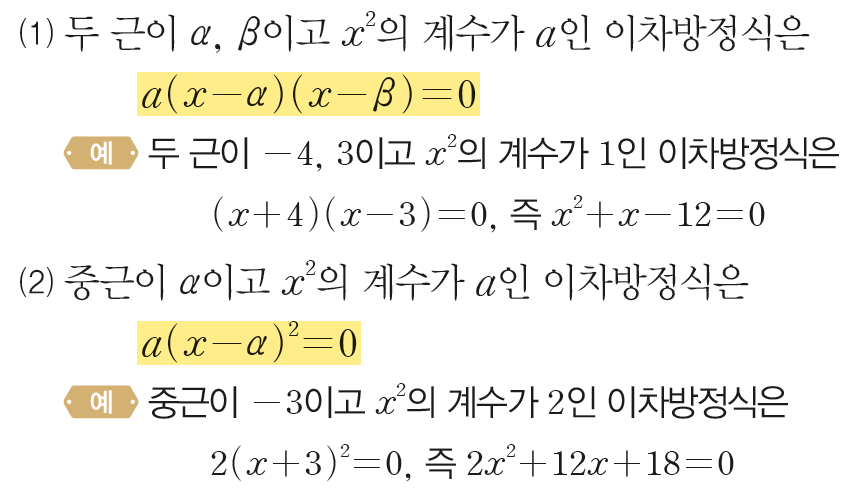 (1) 두 근이 α, β이고 x²의 계수가 a인 이차방정식은
a(x-α)(x-β)=0
예 두 근이 -4, 3이고 x²의 계수가 1인 이차방정식은
(x+4)(x-3)=0, 즉 x²+x-12=0
(2) 중근이 α이고 x²의 계수가 a인 이차방정식은
a(x-α)²=0
예 중근이 -3이고 x²의 계수가 2인 이차방정식은
2(x+3)²=0, 즉 2x²+12x+18=0